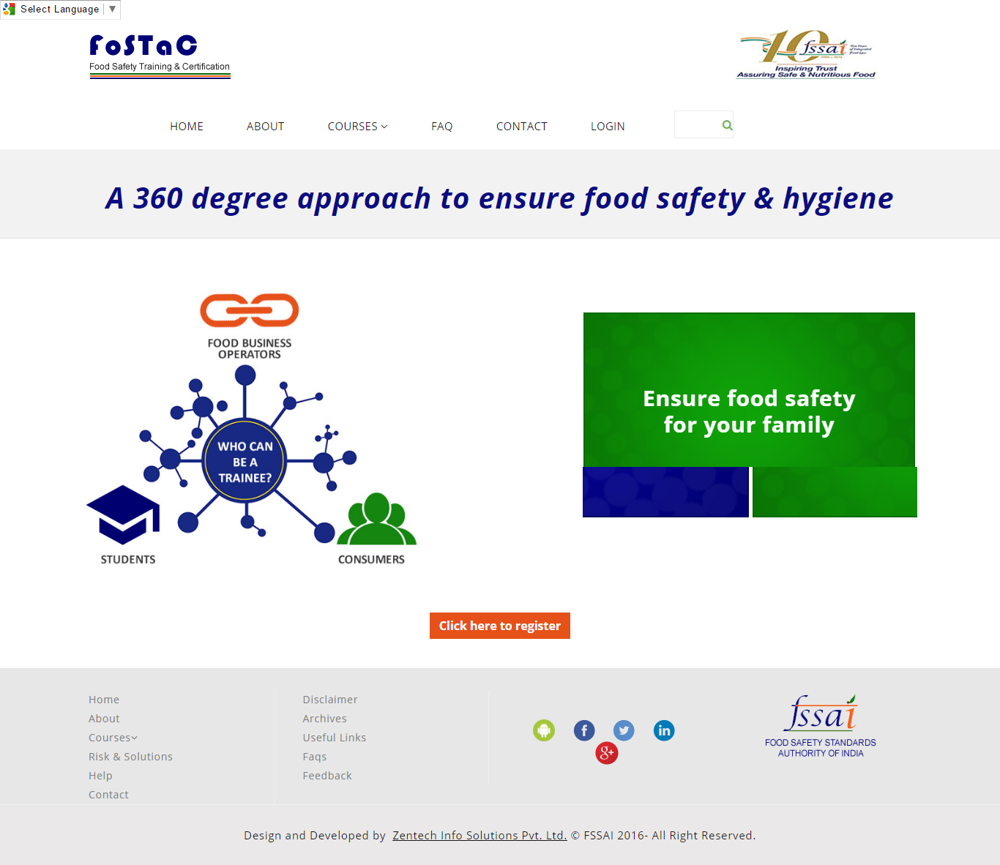 Select Language ▼
FoSTaC
Food Safety Training & Certification
10 fssai
Inspiring Trust
Assuring Safe & Nutritious Food
HOME
ABOUT
COURSES
FAQ
CONTACT
LOGIN
A 360 degree approach to ensure food safety & hygiene
FOOD BUSINESS
OPERATORS
WHO CAN
BE A
TRAINEE?
STUDENTS
CONSUMERS
Ensure food safety
for your family
Click here to register
Home
About
Courses
Risk & Solutions
Help
Contact
Disclaimer
Archives
Useful Links
Faqs
Feedback
f
in
g+
fssai
FOOD SAFETY STANDARDS
AUTHORITY OF INDIA
Design and Developed by Zentech Info Solutions Pvt. Ltd. © FSSAI 2016- All Right Reserved.